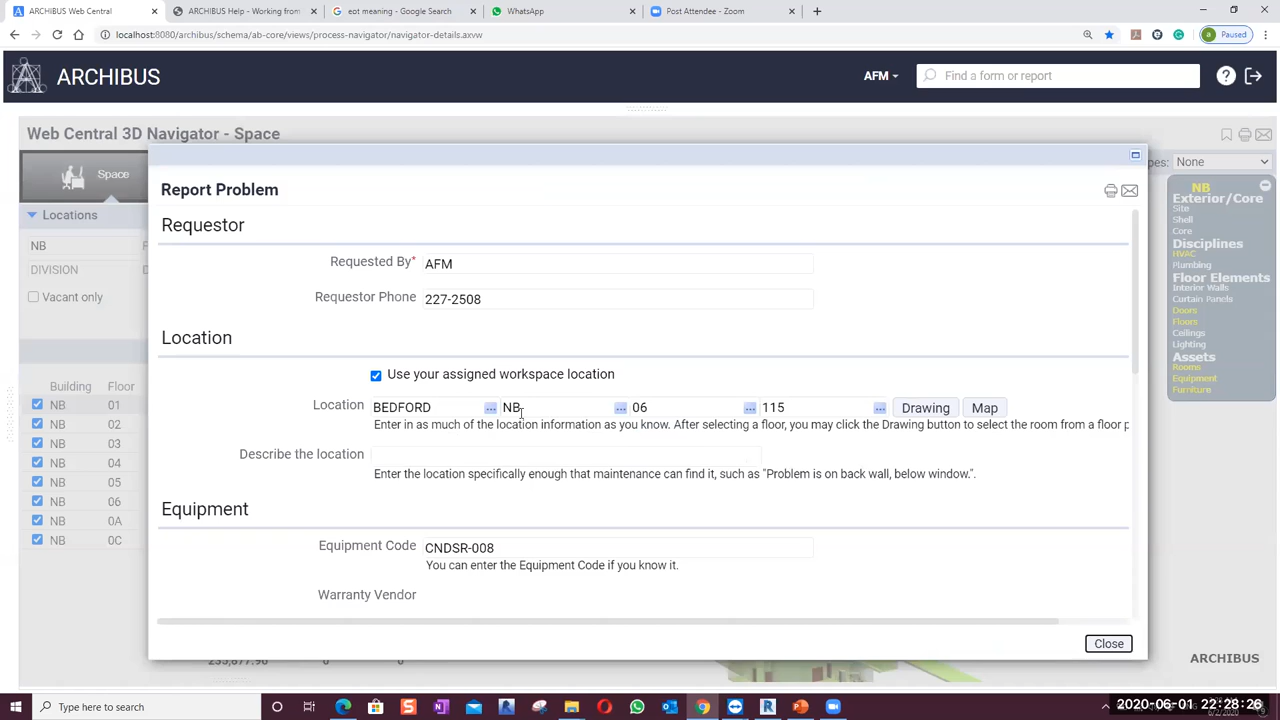 ARCHIBUS Web Central
ARCHIBUS Help - Working from
eot meaning - Google Search
WhatsApp
Post Attendee - Zoom
localhost:8080/archibus/schema/ab-core/views/process-navigator/navigator-details.axvw
a Paused
ARCHIBUS
AFM
Find a form or report
Web Central 3D Navigator - Space
Space
pes: None
Locations
NB
DIVISION
Vacant only
Building Floor
NB 01
NB 02
NB 03
NB 04
NB 05
NB 06
NB 0A
NB 0C
Report Problem
Requestor
Requested By* AFM
Requestor Phone 227-2508
Location
Use your assigned workspace location
Location BEDFORD ... NB ... 06 ... 115 ... Drawing Map
Enter in as much of the location information as you know. After selecting a floor, you may click the Drawing button to select the room from a floor p
Describe the location
Enter the location specifically enough that maintenance can find it, such as "Problem is on back wall, below window.".
Equipment
Equipment Code CNDSR-008
You can enter the Equipment Code if you know it.
Warranty Vendor
Close
NB
Exterior/Core
Site
Shell
Core
Disciplines
HVAC
Plumbing
Floor Elements
Interior Walls
Curtain Panels
Doors
Floors
Ceilings
Lighting
Assets
Rooms
Equipment
Furniture
ARCHIBUS
Type here to search
2020-06-01 22:28:26
6/2/2020